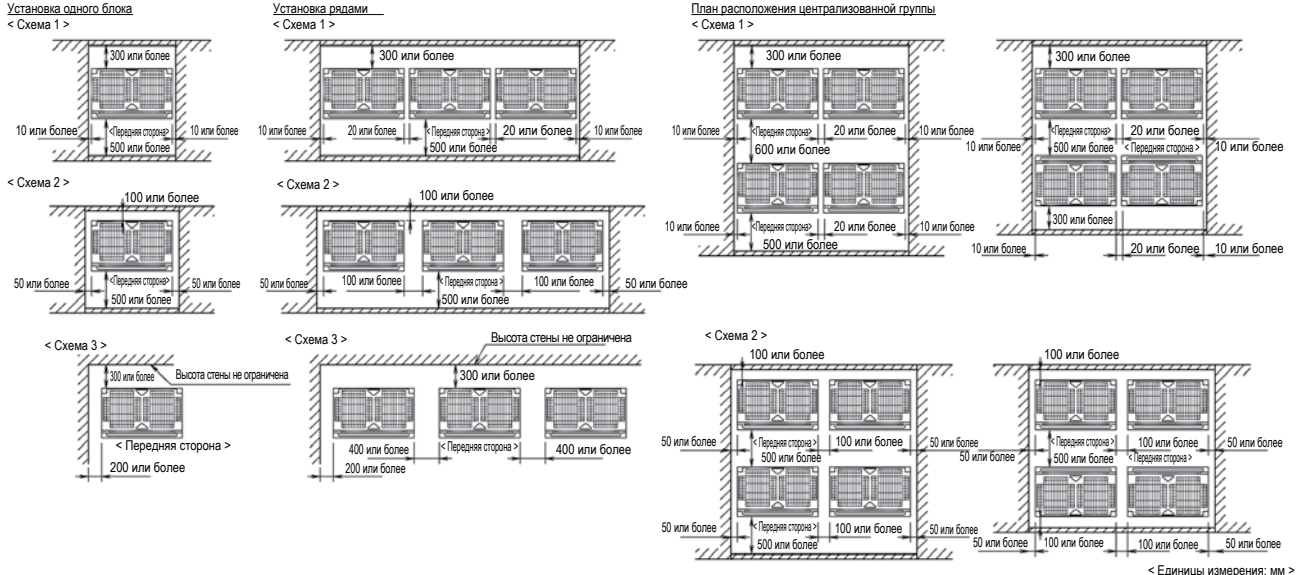 Установка одного блока
< Схема 1 >
300 или более
10 или более
< Передняя сторона >
10 или более
500 или более
< Схема 2 >
100 или более
50 или более
<Передняя сторона>
50 или более
500 или более
< Схема 3 >
300 или более
Высота стены не ограничена
< Передняя сторона >
200 или более
Установка рядами
< Схема 1 >
300 или более
10 или более
20 или более
< Передняя сторона >
20 или более
10 или более
500 или более
< Схема 2 >
100 или более
50 или более
100 или более
< Передняя сторона >
100 или более
50 или более
500 или более
< Схема 3 >
Высота стены не ограничена
300 или более
400 или более
< Передняя сторона >
400 или более
200 или более
План расположения централизованной группы
< Схема 1 >
300 или более
10 или более
<Передняя сторона>
20 или более
10 или более
600 или более
10 или более
<Передняя сторона>
20 или более
10 или более
500 или более
300 или более
<Передняя сторона>
20 или более
10 или более
500 или более
< Передняя сторона>
10 или более
300 или более
10 или более
20 или более
10 или более
< Схема 2 >
100 или более
50 или более
< Передняя сторона >
100 или более
50 или более
500 или более
50 или более
< Передняя сторона >
100 или более
50 или более
500 или более
100 или более
50 или более
< Передняя сторона >
100 или более
50 или более
500 или более
<Передняя сторона>
50 или более
100 или более
100 или более
50 или более
< Единицы измерения: мм >